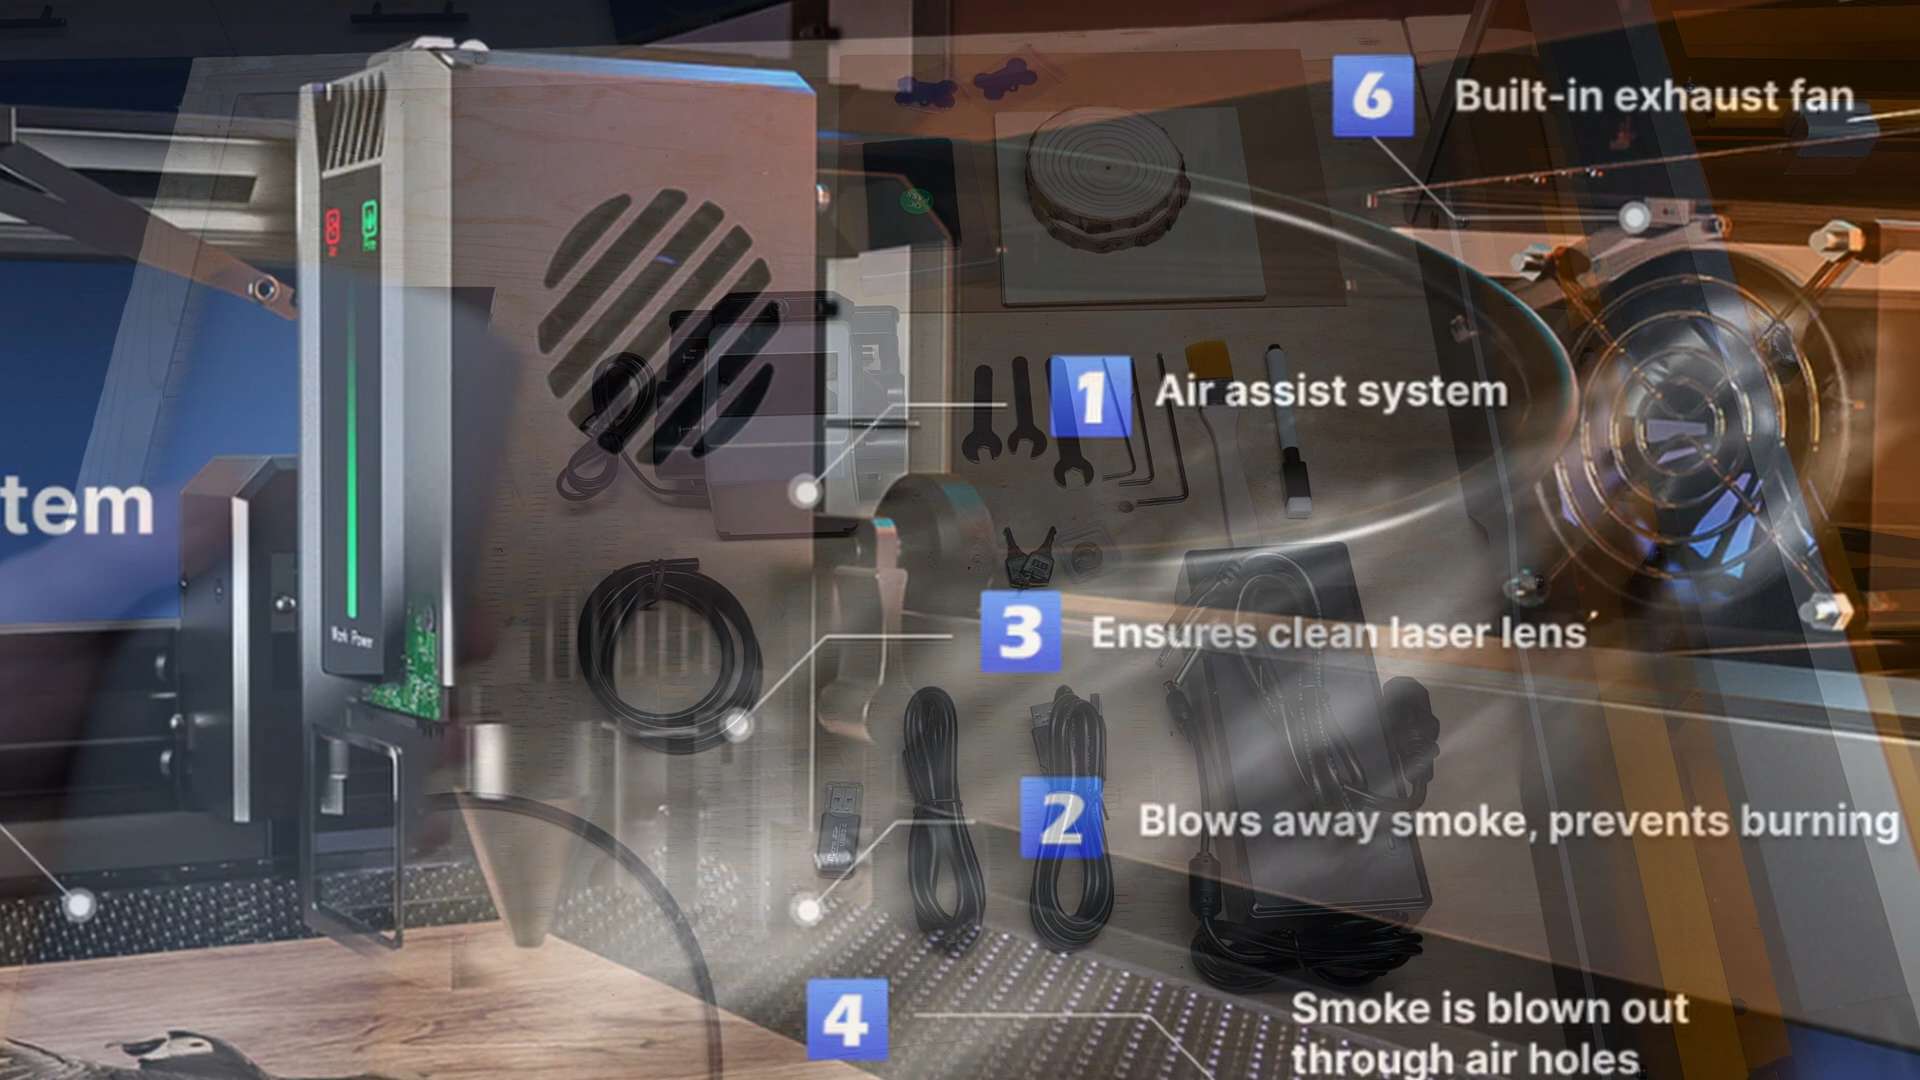 6 Built-in exhaust fan
1 Air assist system
tem
3 Ensures clean laser lens
Work Power
2 Blows away smoke, prevents burning
4 Smoke is blown out
through air holes